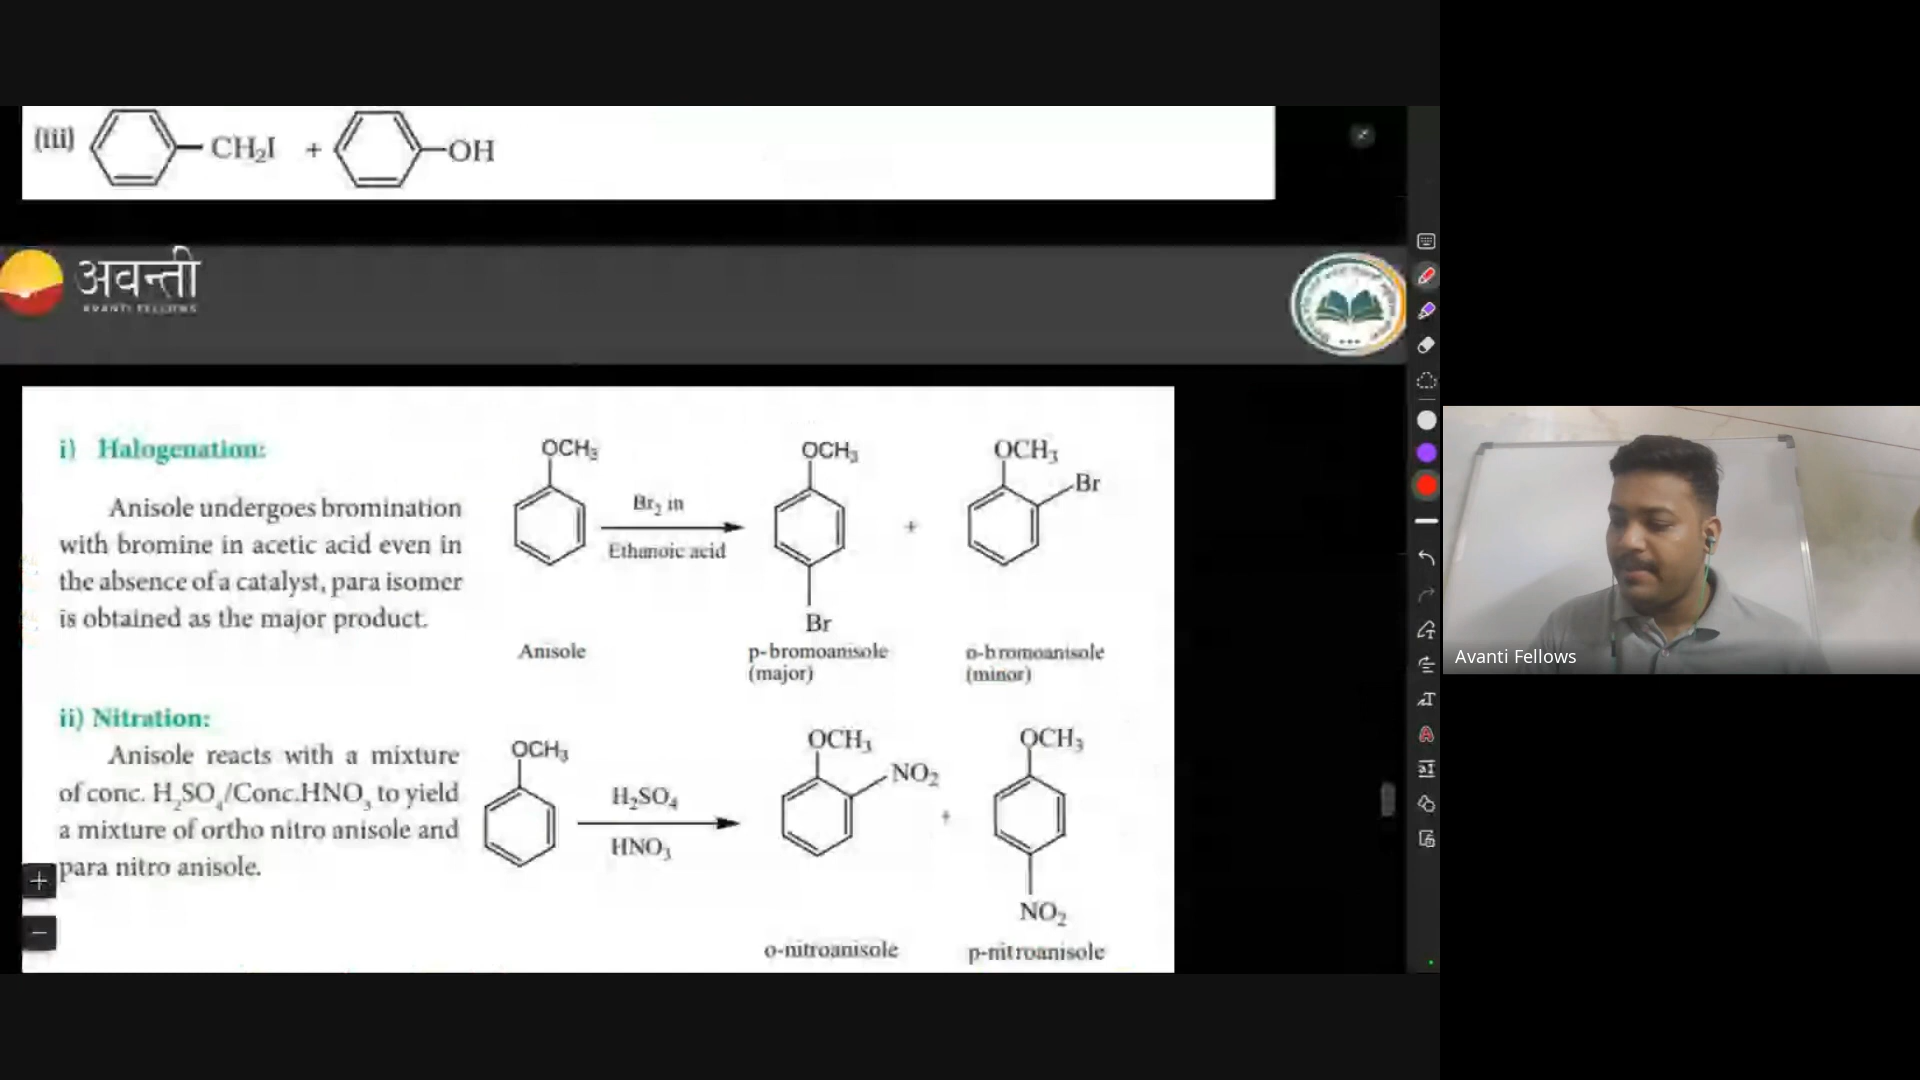 (iii)
CH₂I + OH
अवन्ती
AVANTI FELLOWS
i) Halogenation:
Anisole undergoes bromination
with bromine in acetic acid even in
the absence of a catalyst, para isomer
is obtained as the major product.
OCH₃
Br₂ in
Ethanoic acid
OCH₃
Br
+
OCH₃
Br
Anisole
p-bromoanisole
(major)
o-bromoanisole
(minor)
ii) Nitration:
Anisole reacts with a mixture
of conc. H₂SO₄/Conc.HNO₃ to yield
a mixture of ortho nitro anisole and
para nitro anisole.
OCH₃
H₂SO₄
HNO₃
OCH₃
NO₂
+
OCH₃
NO₂
o-nitroanisole
p-nitroanisole
Avanti Fellows